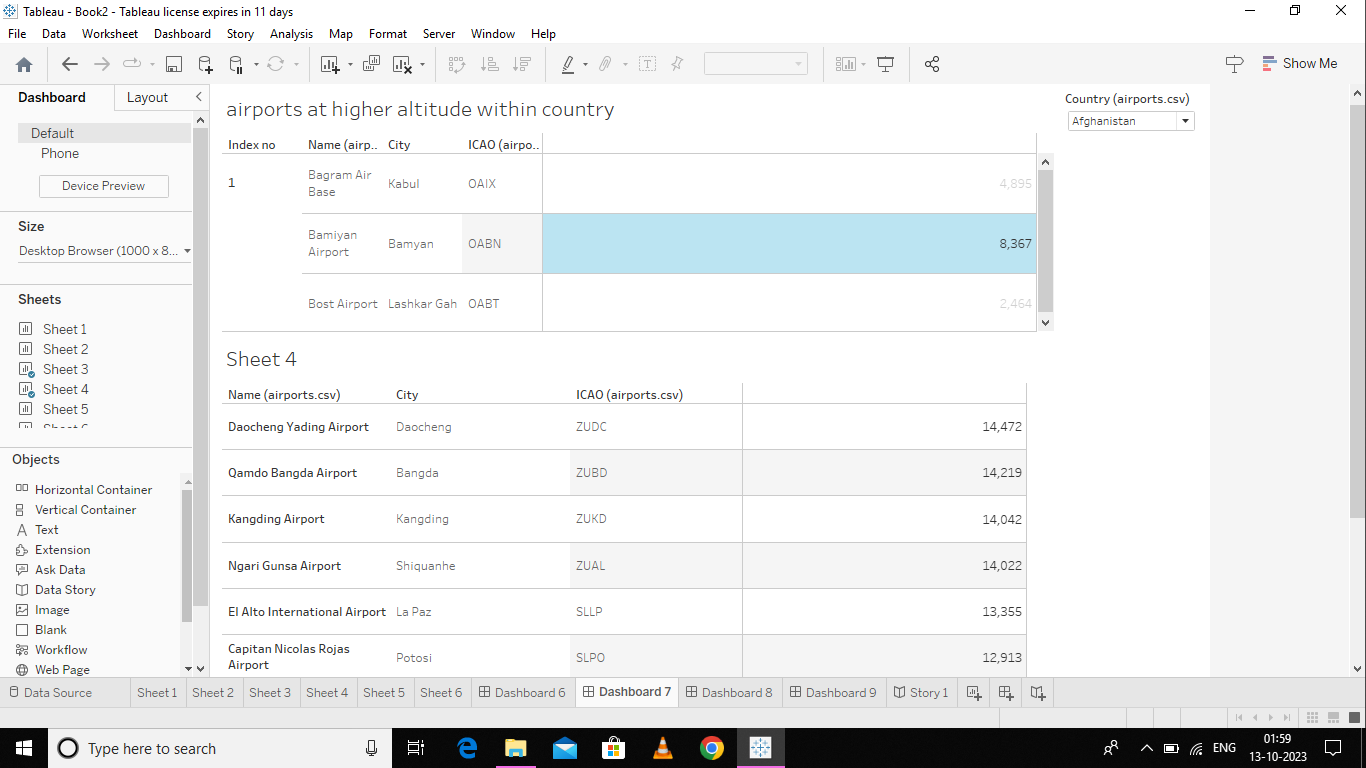 Tableau - Book2 - Tableau license expires in 11 days
File Data Worksheet Dashboard Story Analysis Map Format Server Window Help
Show Me
Dashboard Layout
Default
Phone
Device Preview
Size
Desktop Browser (1000 x 8...
Sheets
Sheet 1
Sheet 2
Sheet 3
Sheet 4
Sheet 5
Objects
Horizontal Container
Vertical Container
Text
Extension
Ask Data
Data Story
Image
Blank
Workflow
Web Page
airports at higher altitude within country
Country (airports.csv)
Afghanistan
Index no Name (airp.. City ICAO (airpo..
1 Bagram Air Base Kabul OAIX 4,895
Bamiyan Airport Bamyan OABN 8,367
Bost Airport Lashkar Gah OABT 2,464
Sheet 4
Name (airports.csv) City ICAO (airports.csv)
Daocheng Yading Airport Daocheng ZUDC 14,472
Qamdo Bangda Airport Bangda ZUBD 14,219
Kangding Airport Kangding ZUKD 14,042
Ngari Gunsa Airport Shiquanhe ZUAL 14,022
El Alto International Airport La Paz SLLP 13,355
Capitan Nicolas Rojas Airport Potosi SLPO 12,913
Data Source Sheet 1 Sheet 2 Sheet 3 Sheet 4 Sheet 5 Sheet 6 Dashboard 6 Dashboard 7 Dashboard 8 Dashboard 9 Story 1
Type here to search
ENG
01:59
13-10-2023